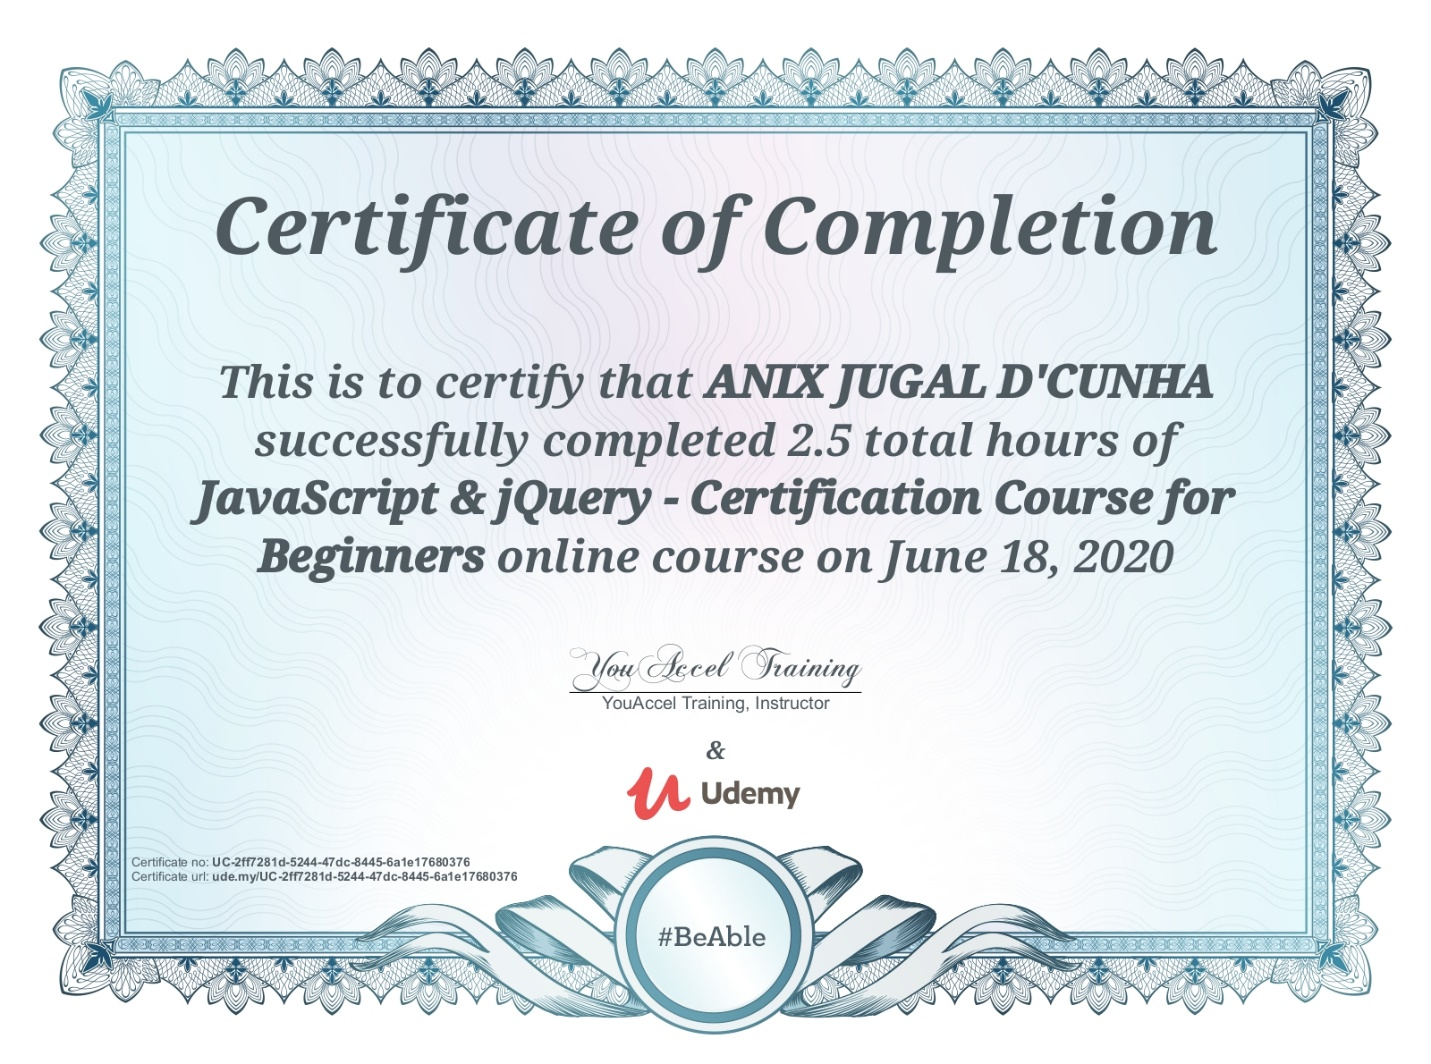 Certificate of Completion
This is to certify that ANIX JUGAL D'CUNHA
successfully completed 2.5 total hours of
JavaScript & jQuery - Certification Course for
Beginners online course on June 18, 2020
YouAccel Training
YouAccel Training, Instructor
&
Udemy
Certificate no: UC-2ff7281d-5244-47dc-8445-6a1e17680376
Certificate url: ude.my/UC-2ff7281d-5244-47dc-8445-6a1e17680376
#BeAble